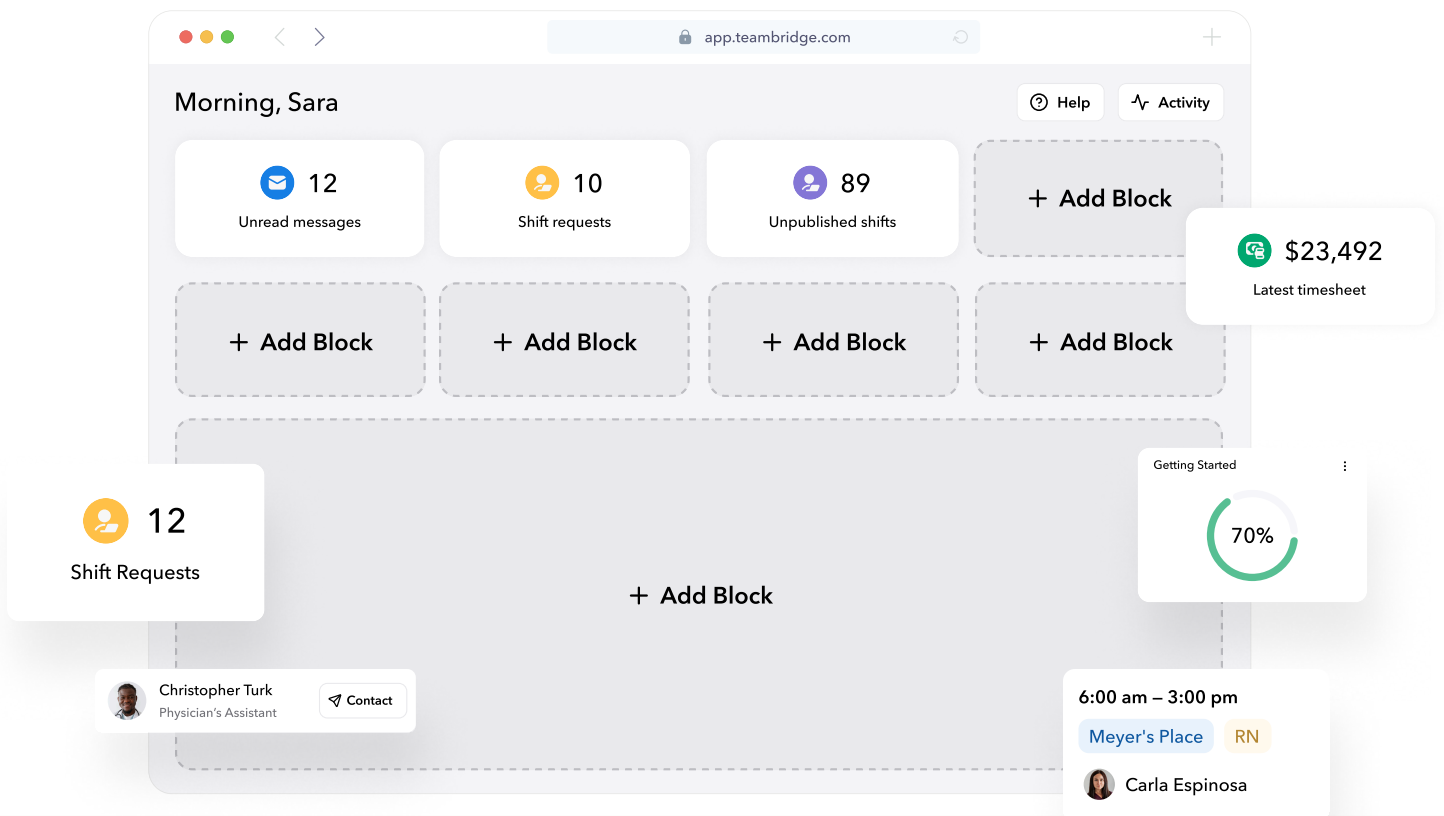 app.teambridge.com
Morning, Sara
Help
Activity
12
Unread messages
10
Shift requests
89
Unpublished shifts
+ Add Block
$23,492
Latest timesheet
+ Add Block
+ Add Block
+ Add Block
+ Add Block
Getting Started
70%
12
Shift Requests
+ Add Block
Christopher Turk
Physician’s Assistant
Contact
6:00 am – 3:00 pm
Meyer's Place
RN
Carla Espinosa